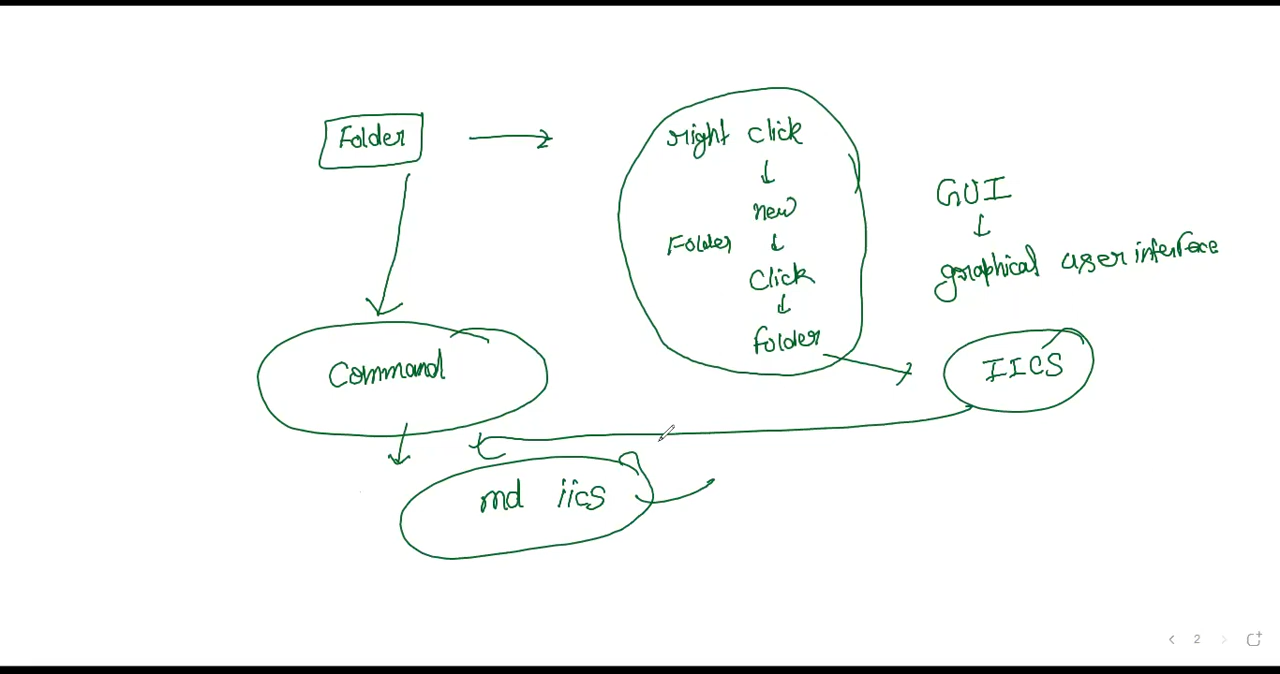 Folder
right click
new
Folder
Click
folder
GUI
graphical user interface
Command
IICS
md iics
2